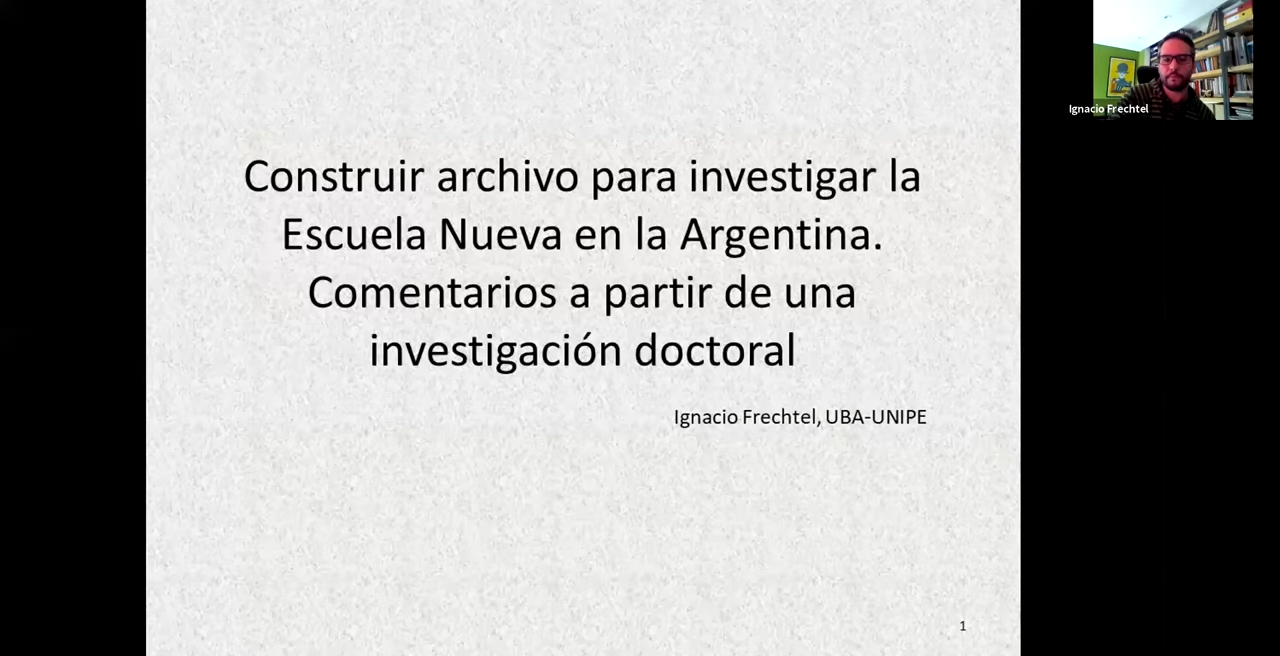 Construir archivo para investigar la
Escuela Nueva en la Argentina.
Comentarios a partir de una
investigación doctoral
Ignacio Frechtel, UBA-UNIPE
1
Ignacio Frechtel